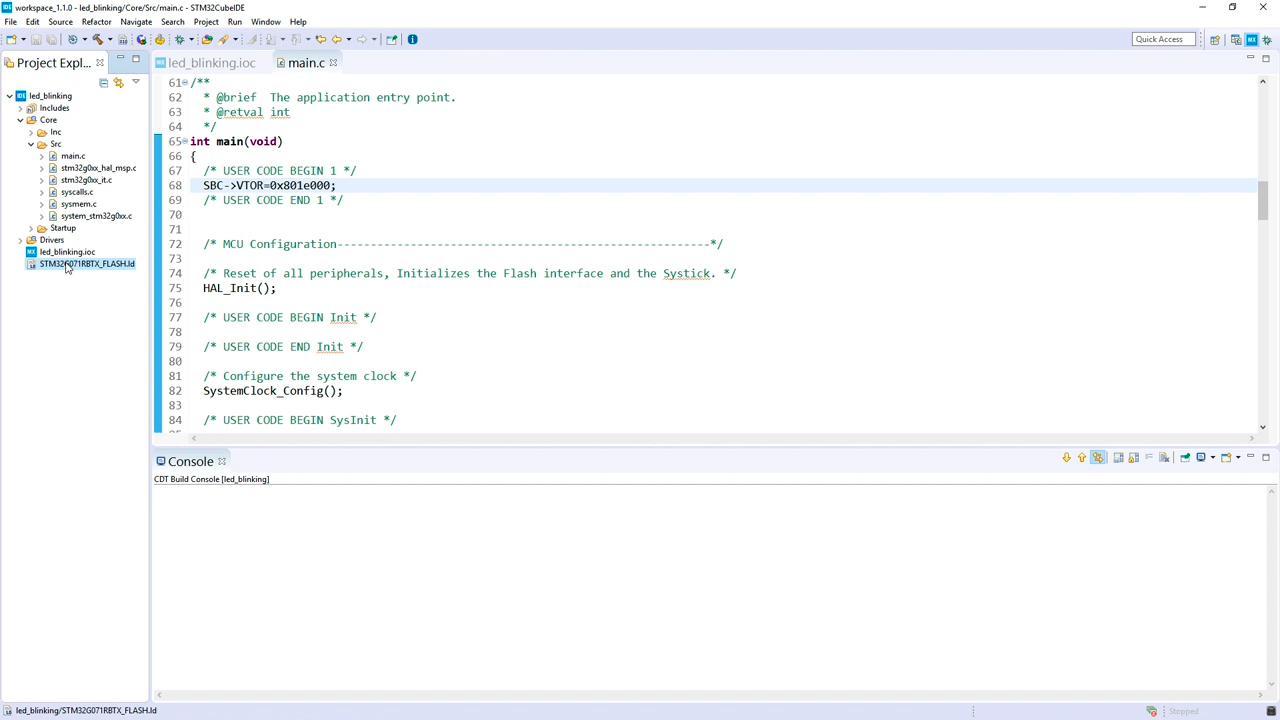 workspace_1.1.0 - led_blinking/Core/Src/main.c - STM32CubeIDE
File Edit Source Refactor Navigate Search Project Run Window Help
Quick Access
Project Expl...
led_blinking.ioc
main.c
led_blinking
Includes
Core
Inc
Src
main.c
stm32g0xx_hal_msp.c
stm32g0xx_it.c
syscalls.c
sysmem.c
system_stm32g0xx.c
Startup
Drivers
led_blinking.ioc
STM32G071RBTX_FLASH.ld
61 /**
62 * @brief The application entry point.
63 * @retval int
64 */
65 int main(void)
66 {
67 /* USER CODE BEGIN 1 */
68 SBC->VTOR=0x801e000;
69 /* USER CODE END 1 */
70
71
72 /* MCU Configuration--------------------------------------------------------*/
73
74 /* Reset of all peripherals, Initializes the Flash interface and the Systick. */
75 HAL_Init();
76
77 /* USER CODE BEGIN Init */
78
79 /* USER CODE END Init */
80
81 /* Configure the system clock */
82 SystemClock_Config();
83
84 /* USER CODE BEGIN SysInit */
Console
CDT Build Console [led_blinking]
led_blinking/STM32G071RBTX_FLASH.ld
Stopped